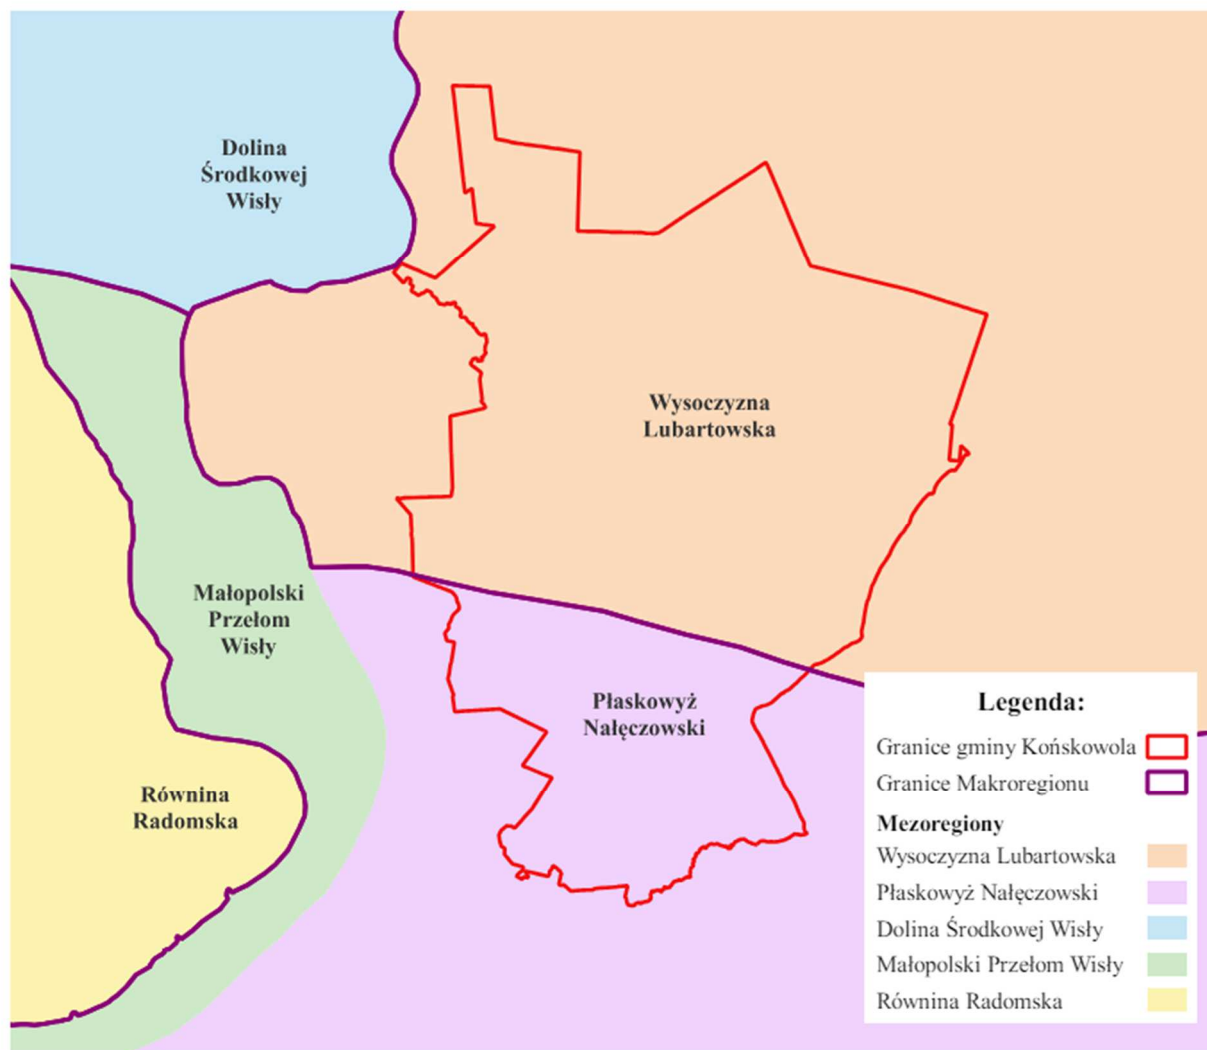 Dolina
Środkowej
Wisły
Wysoczyzna
Lubartowska
Małopolski
Przełom
Wisły
Płaskowyż
Nałęczowski
Równina
Radomska
Legenda:
Granice gminy Końskowola
Granice Makroregionu
Mezoregiony
Wysoczyzna Lubartowska
Płaskowyż Nałęczowski
Dolina Środkowej Wisły
Małopolski Przełom Wisły
Równina Radomska